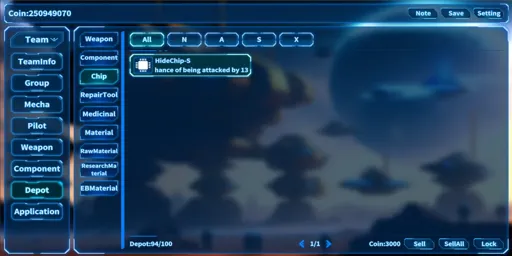 Coin:250949070
Note
Save
Setting
Team
TeamInfo
Group
Mecha
Pilot
Weapon
Component
Depot
Application
Weapon
Component
Chip
RepairTool
Medicinal
Material
RawMaterial
ResearchMa
terial
EBMaterial
All
N
A
S
X
HideChip-S
hance of being attacked by 13
Depot:94/100
1/1
Coin:3000
Sell
SellAll
Lock